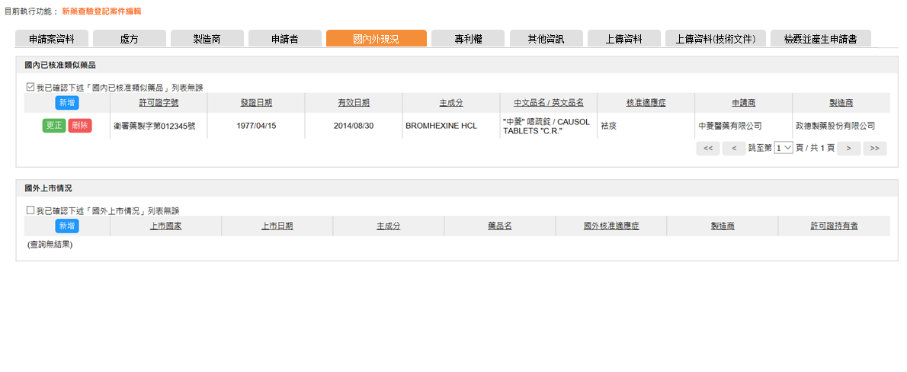 目前執行功能： 新藥查驗登記案件編輯
申請案資料 處方 製造商 申請者 國內外現況 專利權 其他資訊 上傳資料 上傳資料(技術文件) 檢覈並產生申請書
國內已核准類似藥品
我已確認下述「國內已核准類似藥品」列表無誤
新增 許可證字號 發證日期 有效日期 主成分 中文品名 / 英文品名 核准適應症 申請商 製造商
更正 刪除 衛署藥製字第012345號 1977/04/15 2014/08/30 BROMHEXINE HCL "中菱" 咳疏錠 / CAUSOL TABLETS "C.R." 祛痰 中菱醫藥有限公司 政德製藥股份有限公司
<< < 跳至第 1 頁 / 共 1 頁 > >>
國外上市情況
我已確認下述「國外上市情況」列表無誤
新增 上市國家 上市日期 主成分 藥品名 國外核准適應症 製造商 許可證持有者
(查詢無結果)